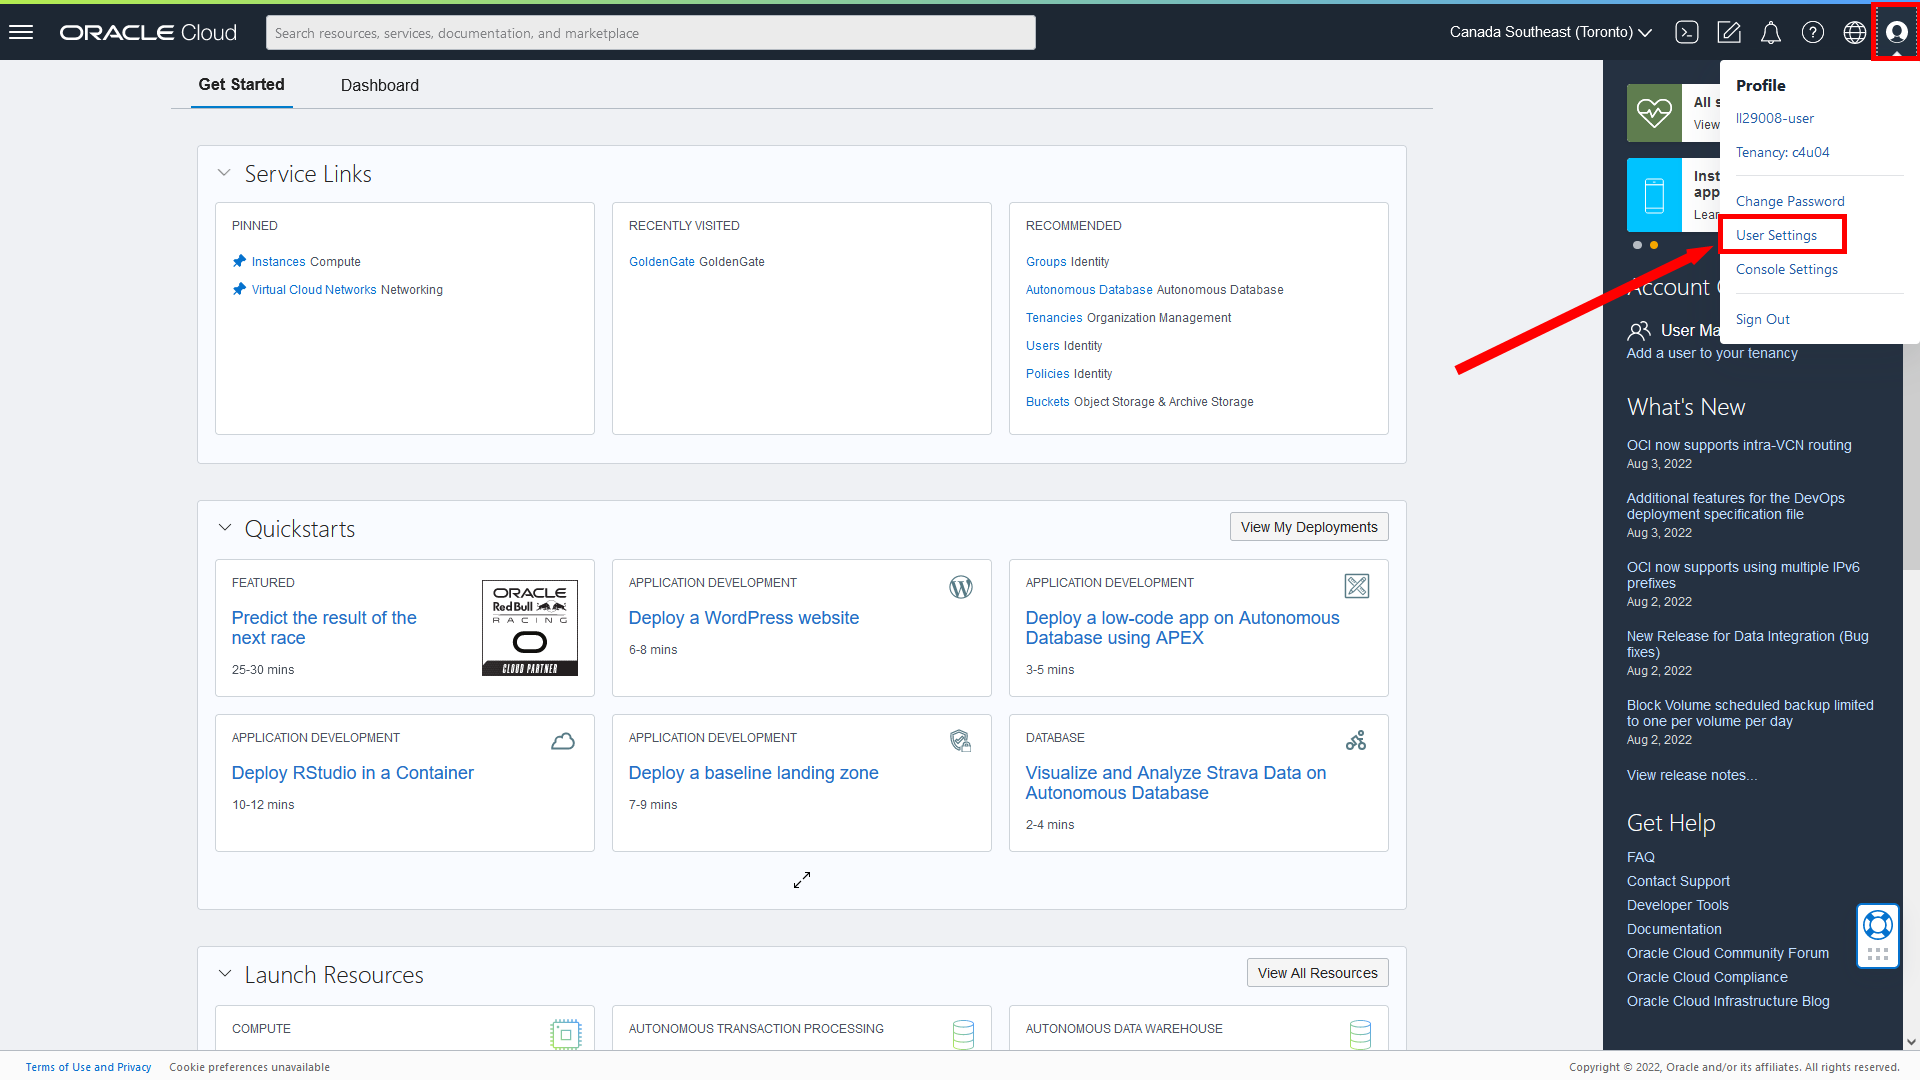 ORACLE Cloud
Search resources, services, documentation, and marketplace
Canada Southeast (Toronto)
Get Started
Dashboard
Service Links
PINNED
Instances Compute
Virtual Cloud Networks Networking
RECENTLY VISITED
GoldenGate GoldenGate
RECOMMENDED
Groups Identity
Autonomous Database Autonomous Database
Tenancies Organization Management
Users Identity
Policies Identity
Buckets Object Storage & Archive Storage
Quickstarts
View My Deployments
FEATURED
Predict the result of the
next race
25-30 mins
ORACLE
Red Bull
RACING
CLOUD PARTNER
APPLICATION DEVELOPMENT
Deploy a WordPress website
6-8 mins
APPLICATION DEVELOPMENT
Deploy a low-code app on Autonomous
Database using APEX
3-5 mins
APPLICATION DEVELOPMENT
Deploy RStudio in a Container
10-12 mins
APPLICATION DEVELOPMENT
Deploy a baseline landing zone
7-9 mins
DATABASE
Visualize and Analyze Strava Data on
Autonomous Database
2-4 mins
Launch Resources
View All Resources
COMPUTE
AUTONOMOUS TRANSACTION PROCESSING
AUTONOMOUS DATA WAREHOUSE
Profile
ll29008-user
Tenancy: c4u04
Change Password
User Settings
Console Settings
Sign Out
All s
View
Inst
app
Lear
Account
User Ma
Add a user to your tenancy
What's New
OCI now supports intra-VCN routing
Aug 3, 2022
Additional features for the DevOps
deployment specification file
Aug 3, 2022
OCI now supports using multiple IPv6
prefixes
Aug 2, 2022
New Release for Data Integration (Bug
fixes)
Aug 2, 2022
Block Volume scheduled backup limited
to one per volume per day
Aug 2, 2022
View release notes...
Get Help
FAQ
Contact Support
Developer Tools
Documentation
Oracle Cloud Community Forum
Oracle Cloud Compliance
Oracle Cloud Infrastructure Blog
Terms of Use and Privacy
Cookie preferences unavailable
Copyright © 2022, Oracle and/or its affiliates. All rights reserved.